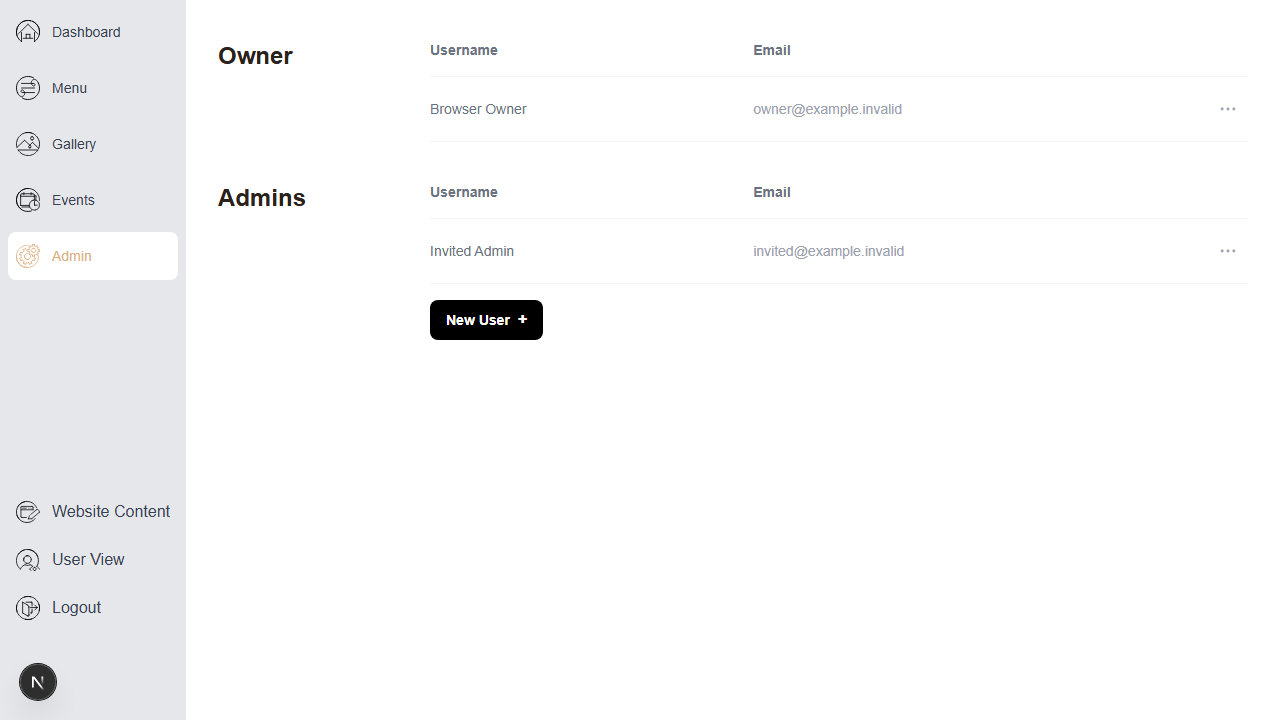 Dashboard
Menu
Gallery
Events
Admin
Website Content
User View
Logout
N
Owner
Username Email
Browser Owner owner@example.invalid
Admins
Username Email
Invited Admin invited@example.invalid
New User +